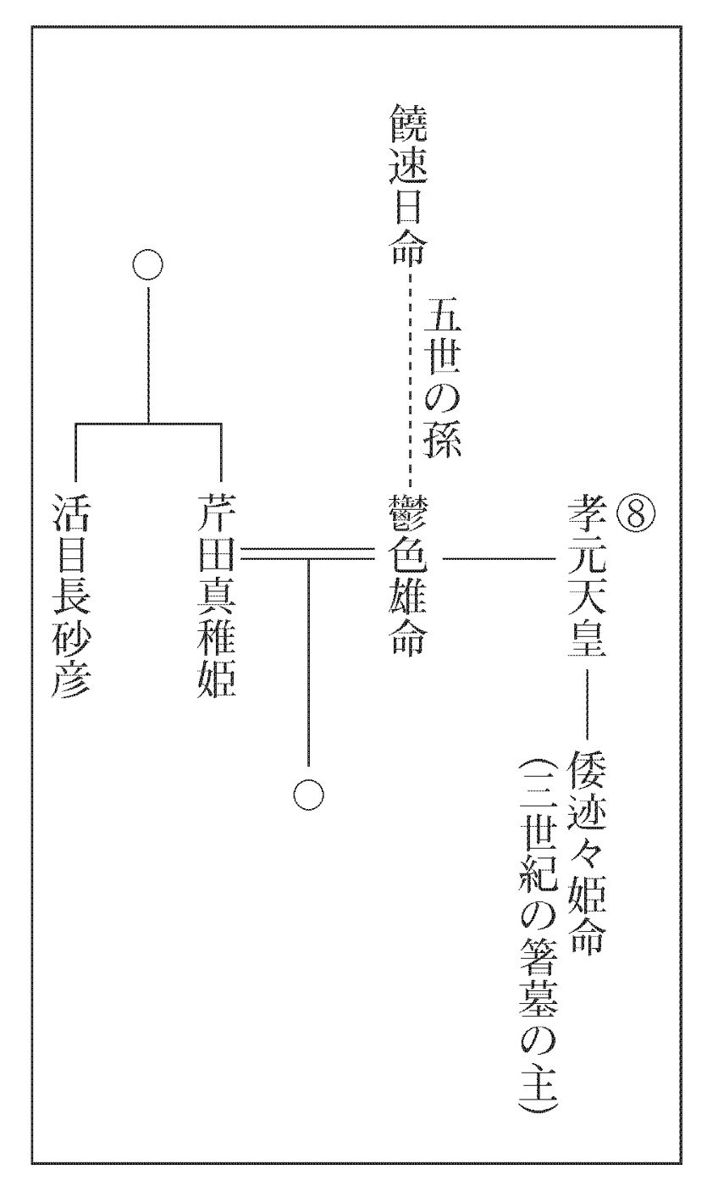 ⑧
孝元天皇
倭迹々姫命
(三世紀の箸墓の主)
饒速日命
五世の孫
鬱色雄命
芹田真稚姫
活目長砂彦